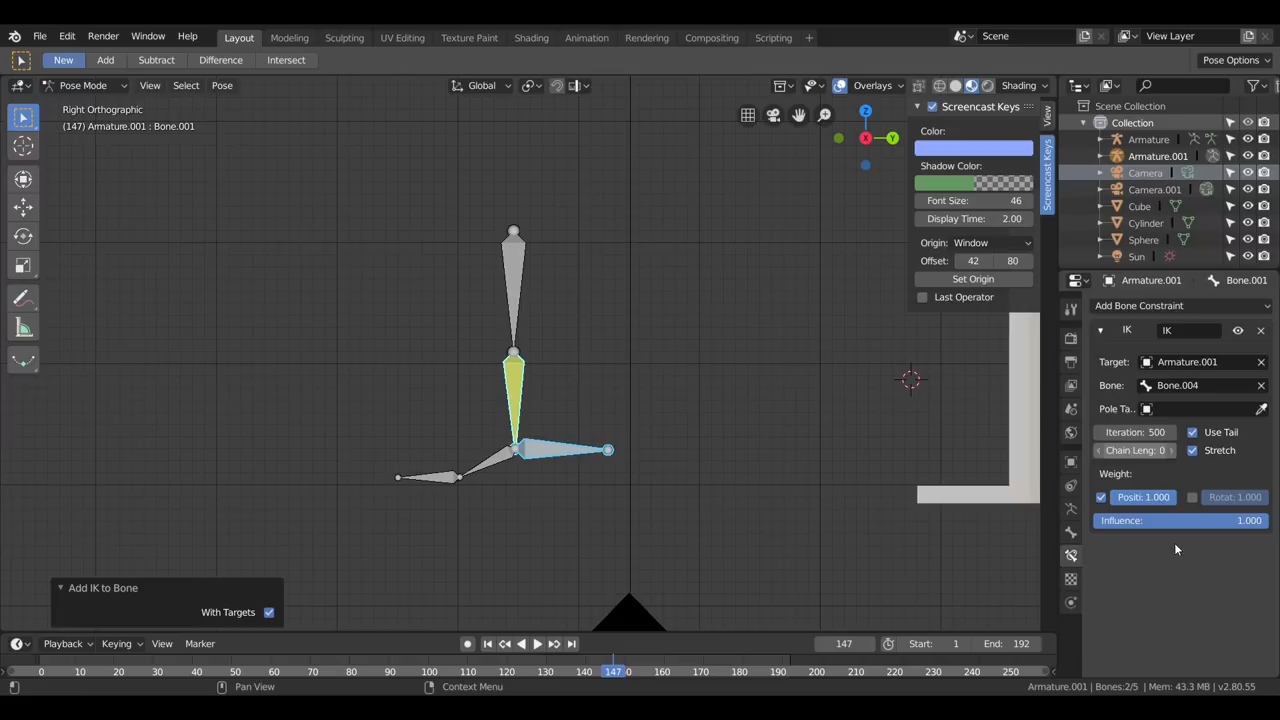 File Edit Render Window Help Layout Modeling Sculpting UV Editing Texture Paint Shading Animation Rendering Compositing Scripting + Scene View Layer
New Add Subtract Difference Intersect Pose Options
Pose Mode View Select Pose Global Overlays Shading
Right Orthographic
(147) Armature.001 : Bone.001
Z
Y
X
View
Screencast Keys
Screencast Keys
Color:
Shadow Color:
Font Size: 46
Display Time: 2.00
Origin: Window
Offset: 42 80
Set Origin
Last Operator
Scene Collection
Collection
Armature
Armature.001
Camera
Camera.001
Cube
Cylinder
Sphere
Sun
Armature.001 Bone.001
Add Bone Constraint
IK IK
Target: Armature.001
Bone: Bone.004
Pole Ta..
Iteration: 500 Use Tail
Chain Leng: 0 Stretch
Weight:
Positi: 1.000 Rotat: 1.000
Influence: 1.000
Add IK to Bone
With Targets
Playback Keying View Marker 147 Start: 1 End: 192
0 10 20 30 40 50 60 70 80 90 100 110 120 130 140 147 160 170 180 190 200 210 220 230 240 250
Pan View Context Menu Armature.001 | Bones:2/5 | Mem: 43.3 MB | v2.80.55